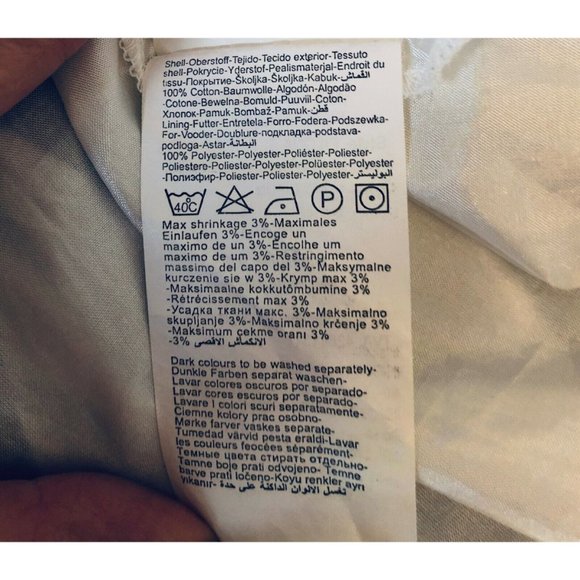 Shell-Oberstoff-Tejido-Tecido exterior-Tessuto
shell-Pokrycie-Yderstof-Pealismaterjal-Endroit du
tissu-Покрытие-Školjka-Školjka-Kabuk-القماش
100% Cotton-Baumwolle-Algodón-Algodão
-Cotone-Bewelna-Bomuld-Puuviil-Coton-
Хлопок-Pamuk-Bombaž-Pamuk-قطن
Lining-Futter-Entretela-Forro-Fodera-Podszewka-
For-Vooder-Doublure-подкладка-podstava-
podloga-Astar-البطانة
100% Polyester-Polyester-Poliéster-Poliester-
Poliestere-Poliester-Polyester-Polüester-Polyester
-Полиэфир-Poliester-Poliester-Polyester-البوليستر
40C P
Max shrinkage 3%-Maximales
Einlaufen 3%-Encoge un
maximo de un 3%-Encolhe um
maximo de um 3%-Restringimento
massimo del capo del 3%-Maksymalne
kurczenie sie w 3%-Krymp max 3%
-Maksimaalne kokkutõmbumine 3%
-Rétrécissement max 3%
-Усадка ткани макс. 3%-Maksimalno
skupljanje 3%-Maksimalno krčenje 3%
-Maksimum çekme oranı 3%
-3% الانكماش الاقصى
Dark colours to be washed separately-
Dunkle Farben separat waschen-
Lavar colores oscuros por separado-
Lavar cores escuros por separado-
Lavare i colori scuri separatamente-
Ciemne kolory prac osobno-
Mørke farver vaskes separate-
Tumedad värvid pesta eraldi-Lavar
les couleurs feocées séparément-
Темные цвета стирать отдельно-
Tamne boje prati odvojeno- Temne
barve prati ločeno-Koyu renkler ayrı
yıkanır- تغسل الالوان الداكنة على حدة